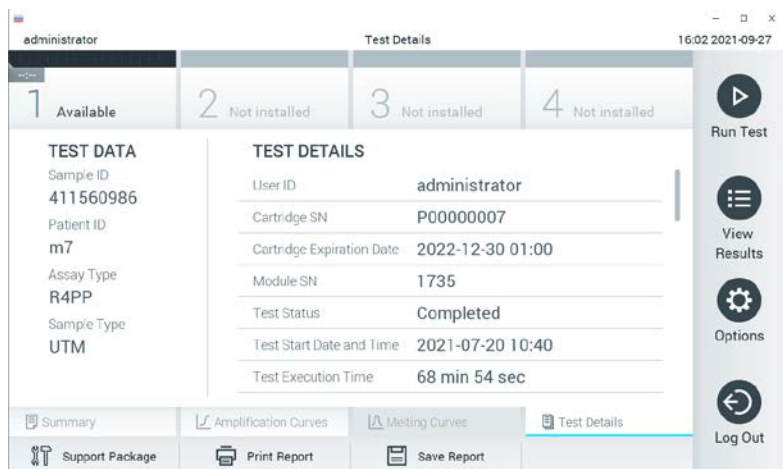 administrator Test Details 16:02 2021-09-27
--:--
1 Available 2 Not installed 3 Not installed 4 Not installed
Run Test
View Results
Options
Log Out
TEST DATA
Sample ID
411560986
Patient ID
m7
Assay Type
R4PP
Sample Type
UTM
TEST DETAILS
User ID administrator
Cartridge SN P00000007
Cartridge Expiration Date 2022-12-30 01:00
Module SN 1735
Test Status Completed
Test Start Date and Time 2021-07-20 10:40
Test Execution Time 68 min 54 sec
Summary Amplification Curves Melting Curves Test Details
Support Package Print Report Save Report